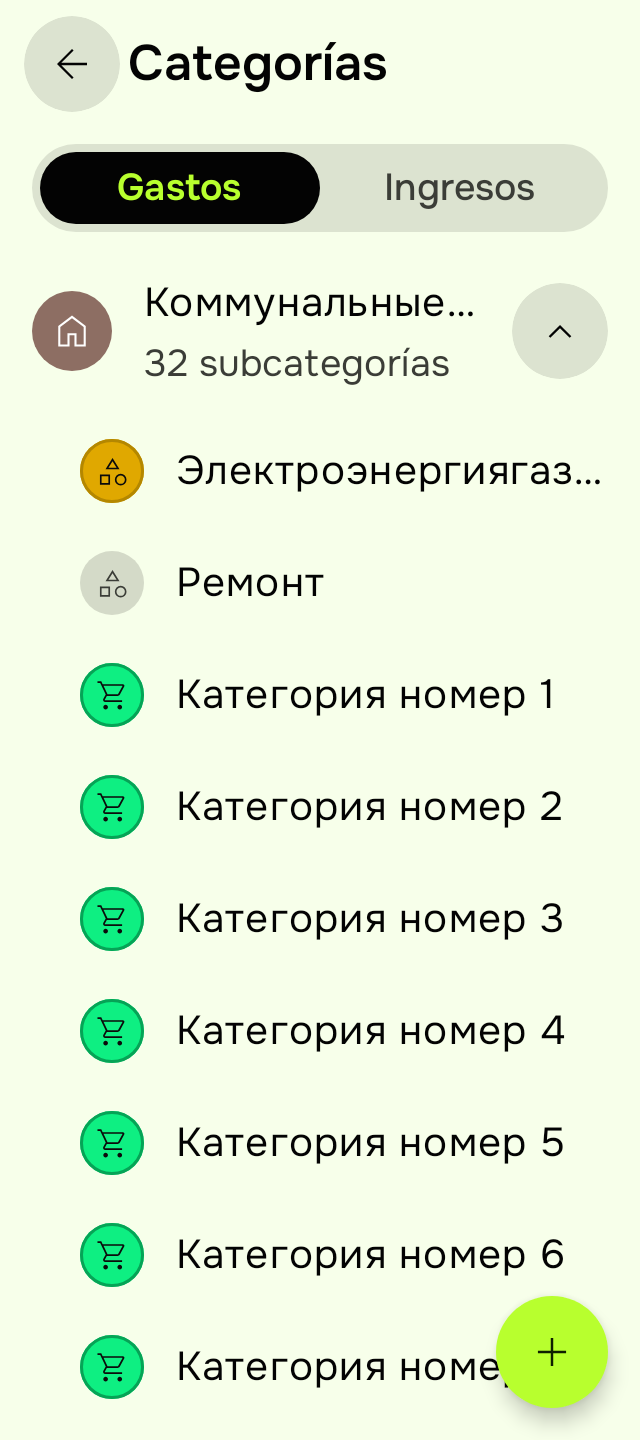 Categorías
Gastos
Ingresos
Коммунальные...
32 subcategorías
Электроэнергиягаз...
Ремонт
Категория номер 1
Категория номер 2
Категория номер 3
Категория номер 4
Категория номер 5
Категория номер 6
Категория